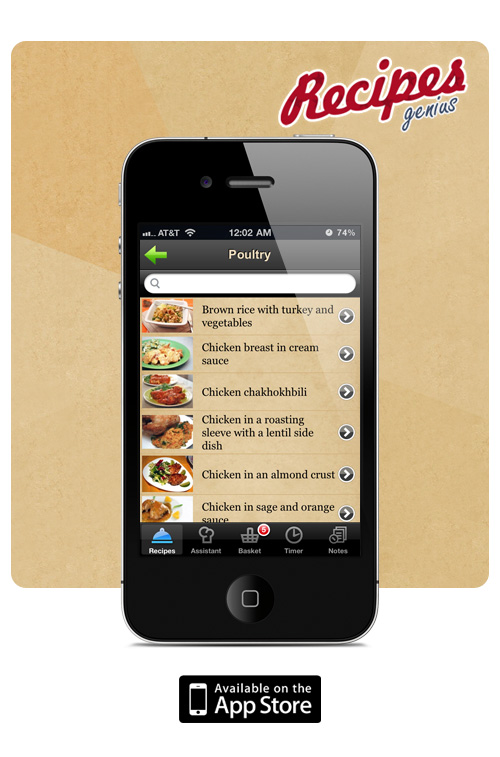 Recipes
genius
AT&T
12:02 AM
74%
Poultry
Brown rice with turkey and
vegetables
Chicken breast in cream
sauce
Chicken chakhokhbili
Chicken in a roasting
sleeve with a lentil side
dish
Chicken in an almond crust
Chicken in sage and orange
sauce
5
Recipes
Assistant
Basket
Timer
Notes
Available on the
App Store